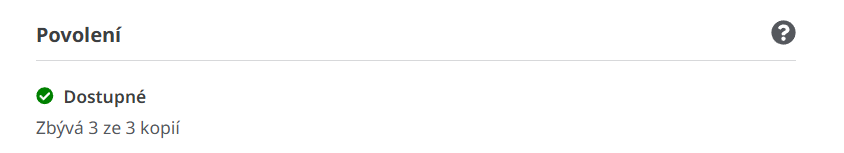 Povolení
Dostupné
Zbývá 3 ze 3 kopií